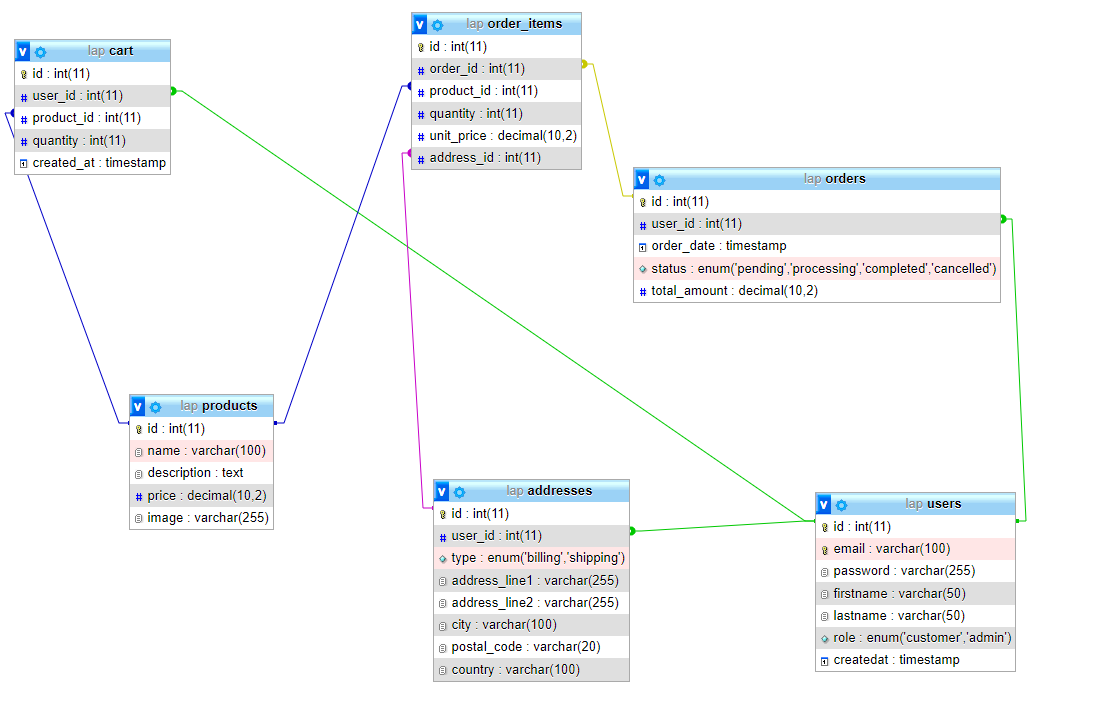 v lap cart
id : int(11)
# user_id : int(11)
# product_id : int(11)
# quantity : int(11)
created_at : timestamp
v lap order_items
id : int(11)
# order_id : int(11)
# product_id : int(11)
# quantity : int(11)
# unit_price : decimal(10,2)
# address_id : int(11)
v lap orders
id : int(11)
# user_id : int(11)
order_date : timestamp
status : enum('pending','processing','completed','cancelled')
# total_amount : decimal(10,2)
v lap products
id : int(11)
name : varchar(100)
description : text
# price : decimal(10,2)
image : varchar(255)
v lap addresses
id : int(11)
# user_id : int(11)
type : enum('billing','shipping')
address_line1 : varchar(255)
address_line2 : varchar(255)
city : varchar(100)
postal_code : varchar(20)
country : varchar(100)
v lap users
id : int(11)
email : varchar(100)
password : varchar(255)
firstname : varchar(50)
lastname : varchar(50)
role : enum('customer','admin')
createdat : timestamp